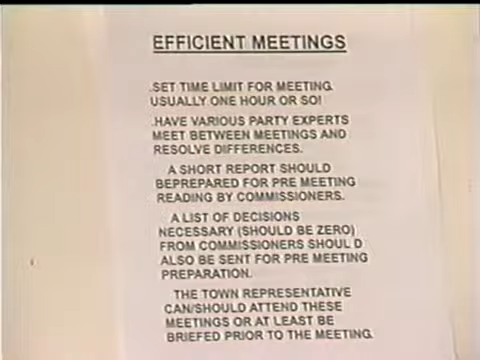 EFFICIENT MEETINGS
.SET TIME LIMIT FOR MEETING.
USUALLY ONE HOUR OR SO!
.HAVE VARIOUS PARTY EXPERTS
MEET BETWEEN MEETINGS AND
RESOLVE DIFFERENCES.
A SHORT REPORT SHOULD
BEPREPARED FOR PRE MEETING
READING BY COMMISSIONERS.
A LIST OF DECISIONS
NECESSARY (SHOULD BE ZERO)
FROM COMMISSIONERS SHOUL D
ALSO BE SENT FOR PRE MEETING
PREPARATION.
THE TOWN REPRESENTATIVE
CAN/SHOULD ATTEND THESE
MEETINGS OR AT LEAST BE
BRIEFED PRIOR TO THE MEETING.